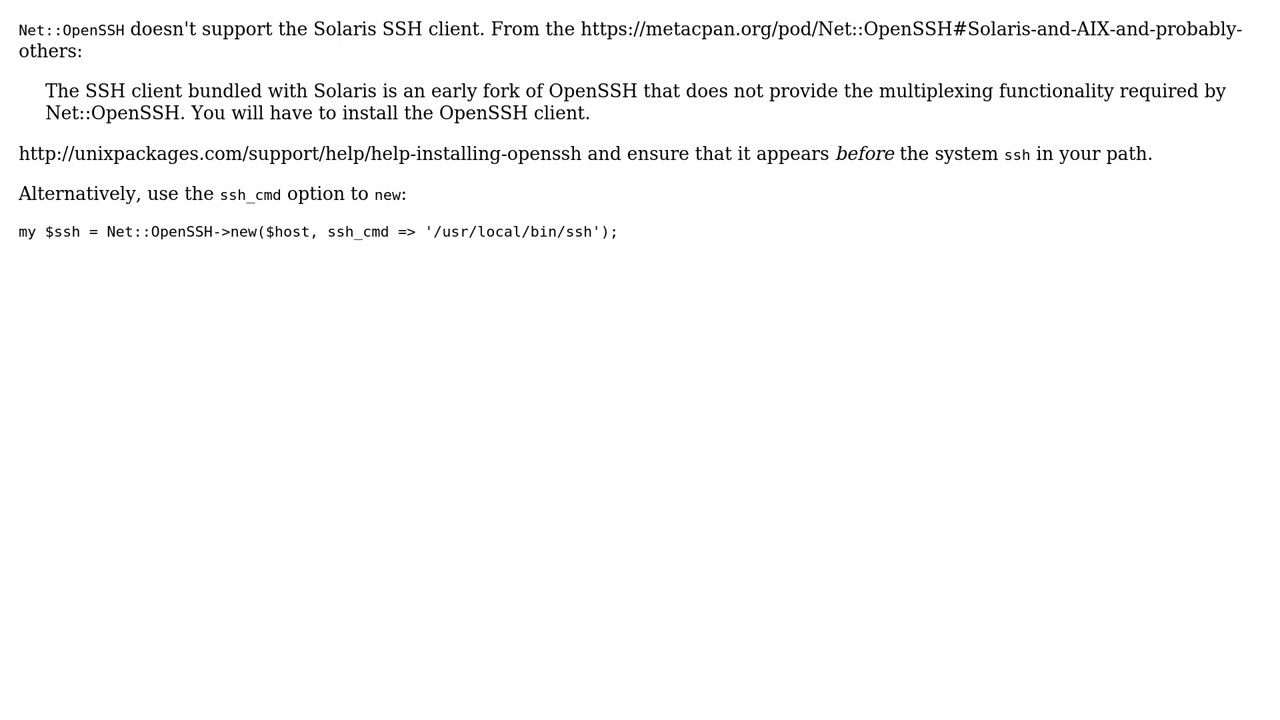 Net::OpenSSH doesn't support the Solaris SSH client. From the https://metacpan.org/pod/Net::OpenSSH#Solaris-and-AIX-and-probably-
others:
The SSH client bundled with Solaris is an early fork of OpenSSH that does not provide the multiplexing functionality required by
Net::OpenSSH. You will have to install the OpenSSH client.
http://unixpackages.com/support/help/help-installing-openssh and ensure that it appears before the system ssh in your path.
Alternatively, use the ssh_cmd option to new:
my $ssh = Net::OpenSSH->new($host, ssh_cmd => '/usr/local/bin/ssh');